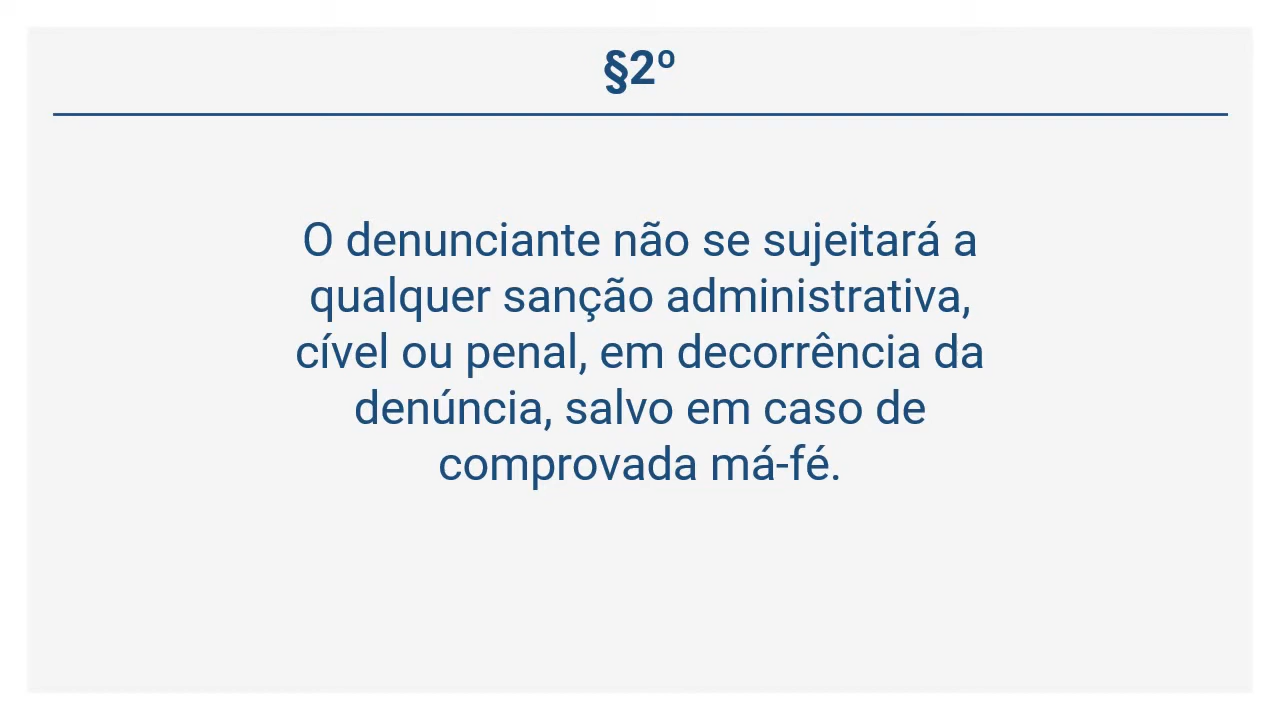 §2º
O denunciante não se sujeitará a
qualquer sanção administrativa,
cível ou penal, em decorrência da
denúncia, salvo em caso de
comprovada má-fé.